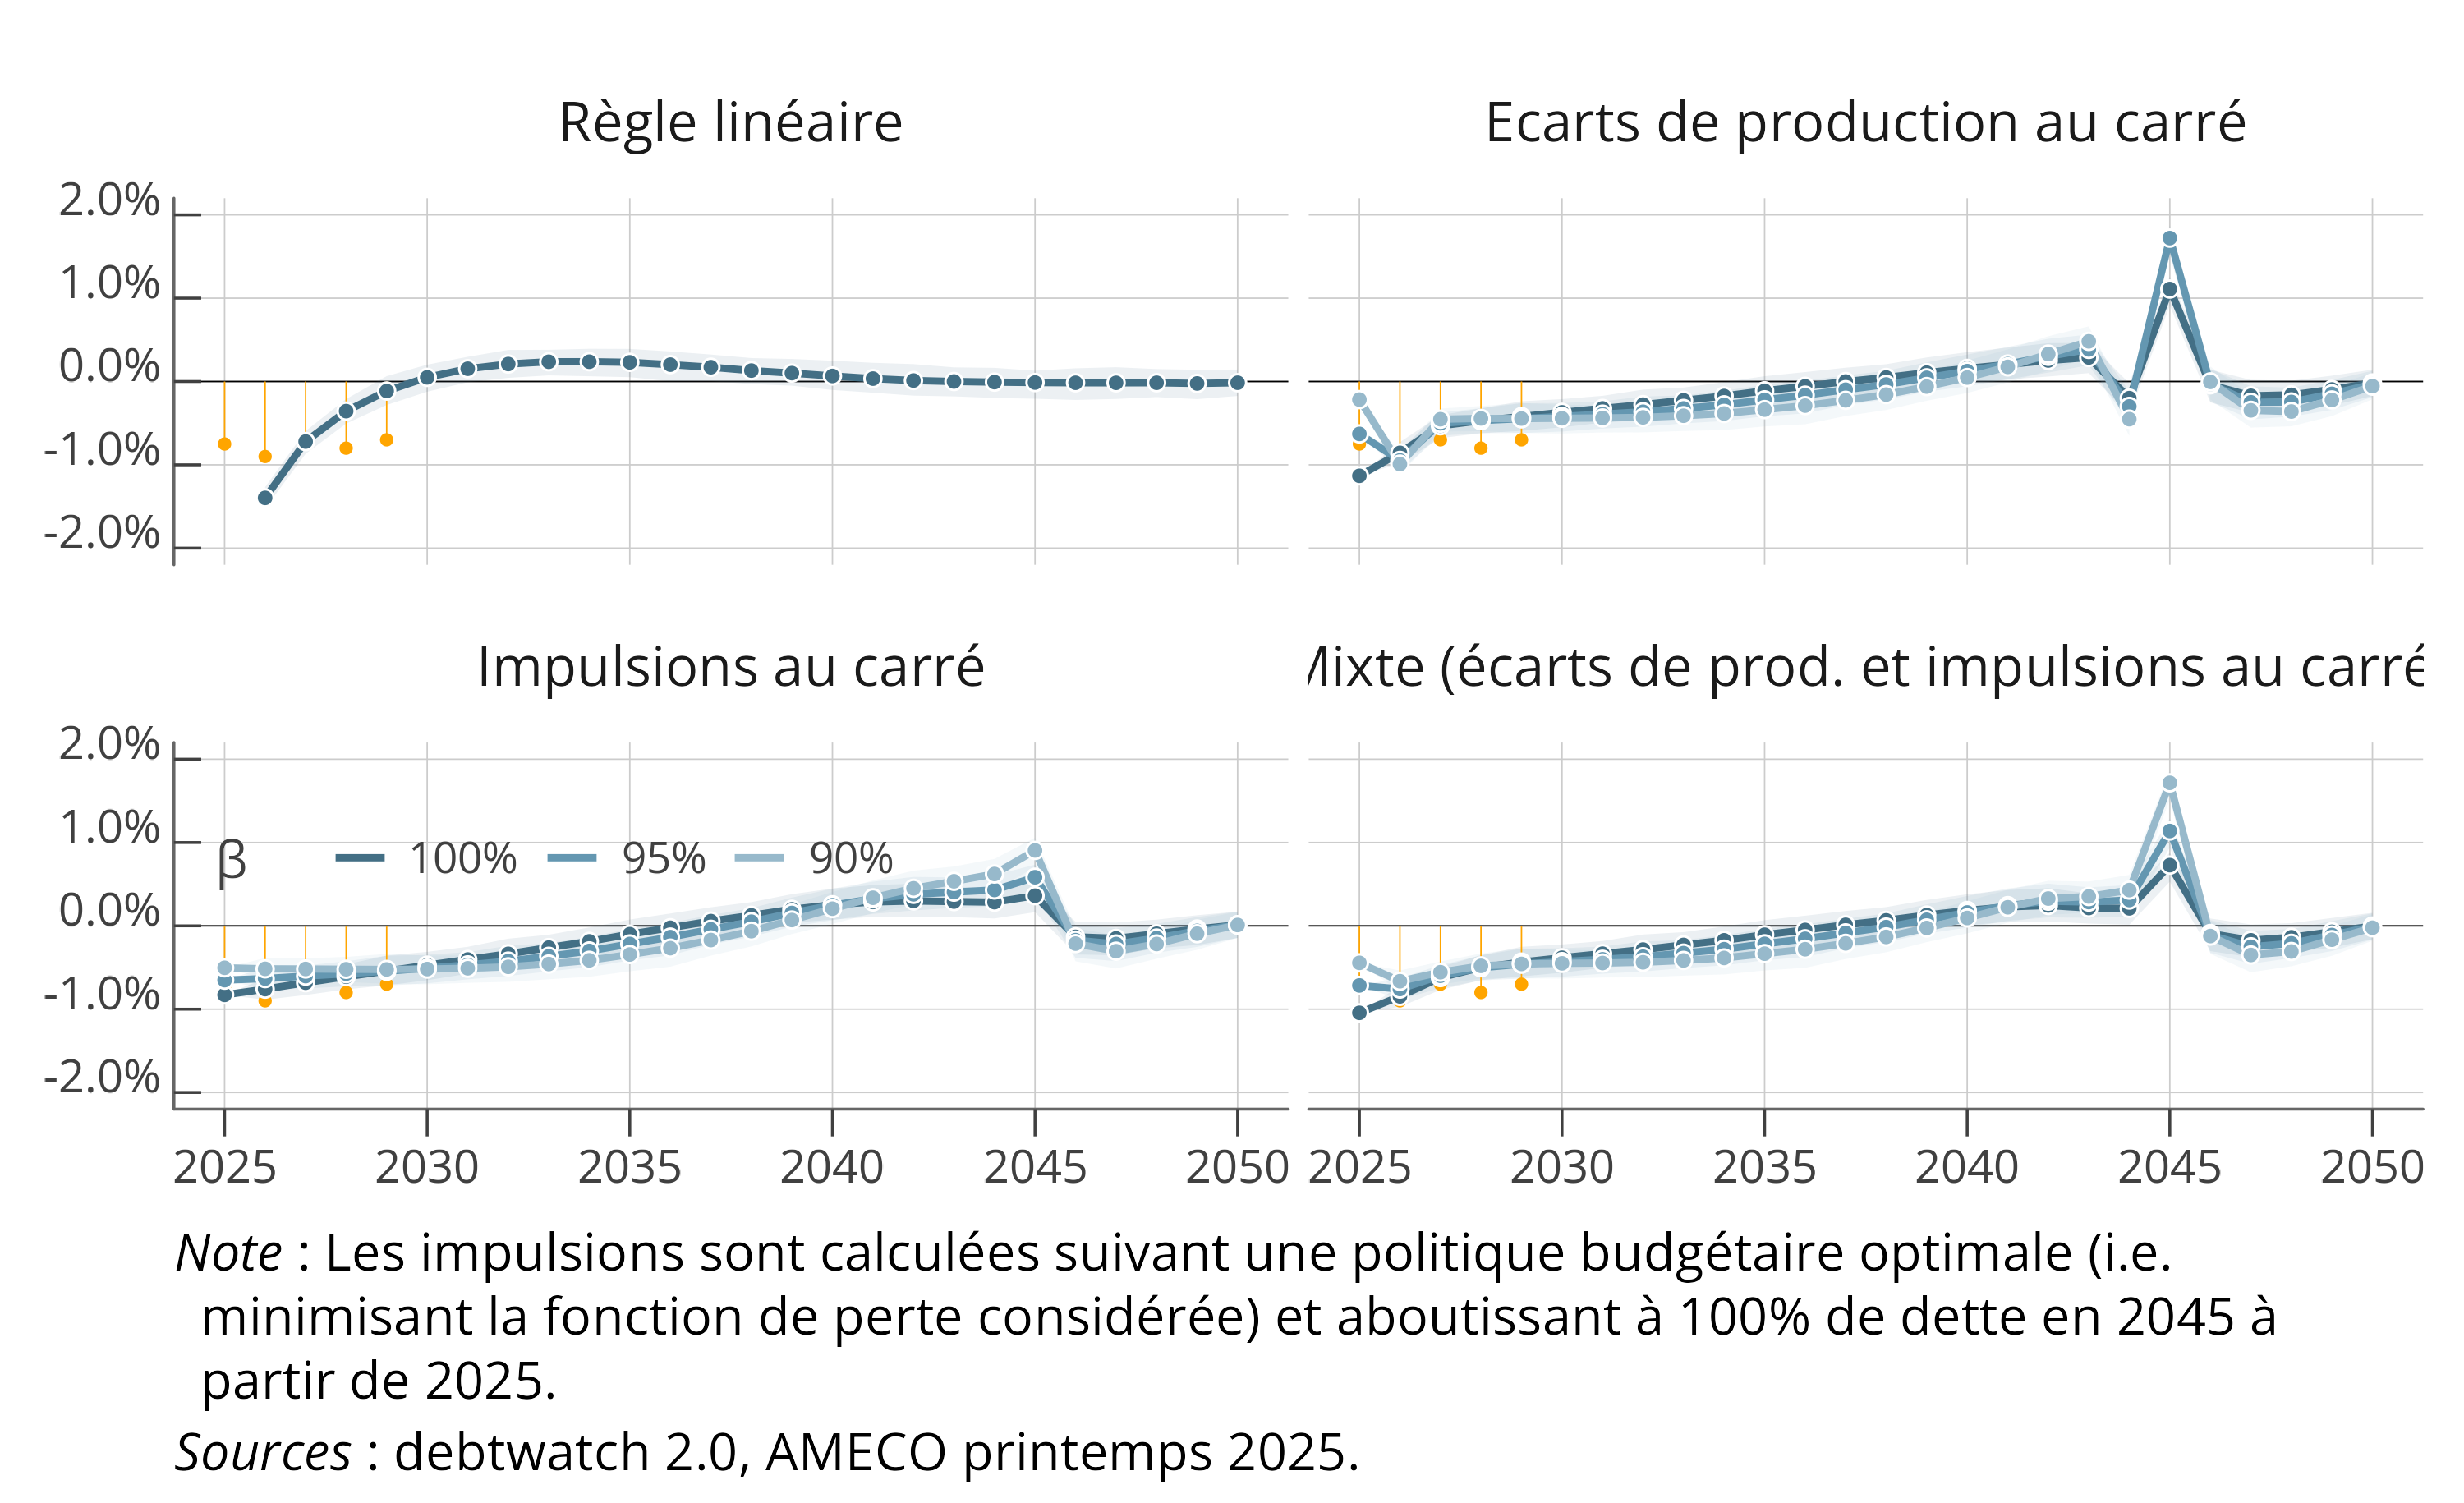 Règle linéaire
Ecarts de production au carré
2.0%
1.0%
0.0%
-1.0%
-2.0%
Impulsions au carré
Mixte (écarts de prod. et impulsions au carré
2.0%
1.0%
0.0%
-1.0%
-2.0%
β 100% 95% 90%
2025 2030 2035 2040 2045 2050 2025 2030 2035 2040 2045 2050
Note : Les impulsions sont calculées suivant une politique budgétaire optimale (i.e.
minimisant la fonction de perte considérée) et aboutissant à 100% de dette en 2045 à
partir de 2025.
Sources : debtwatch 2.0, AMECO printemps 2025.